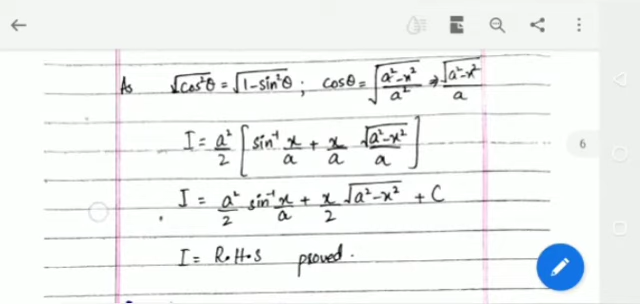 As √cos²θ = √1-sin²θ ; cosθ = √(a²-x²)/a² ⇒ √a²-x²/a
I = a²/2 [ sin⁻¹ x/a + x/a √a²-x²/a ]
I = a²/2 sin⁻¹ x/a + x/2 √a²-x² + C
I = R.H.S proved.
6